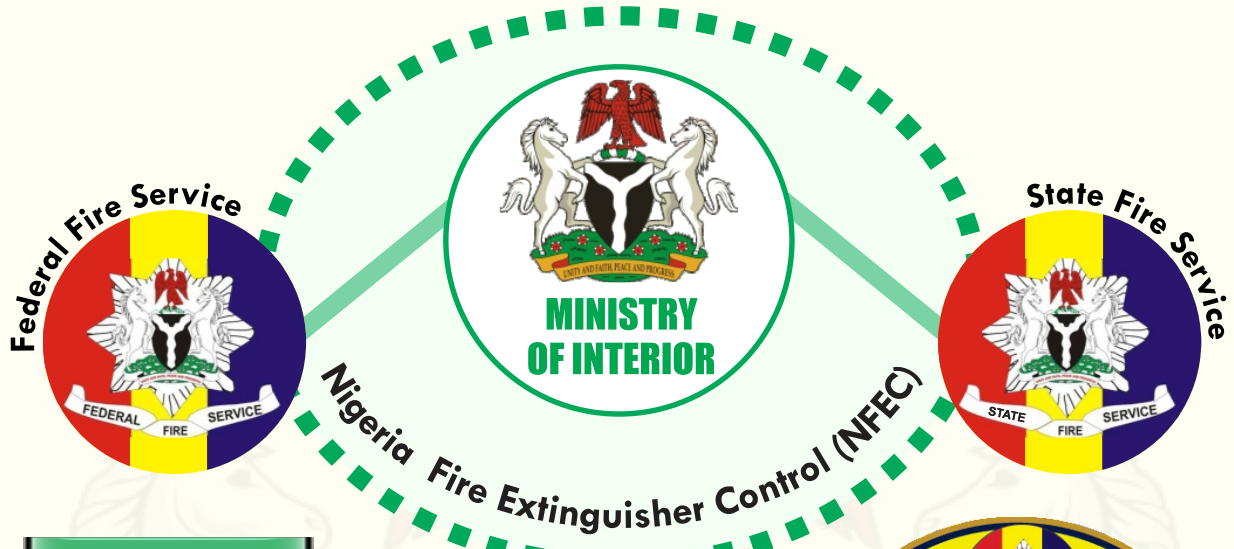 Federal Fire Service
State Fire Service
UNITY AND FAITH, PEACE AND PROGRESS
MINISTRY
OF INTERIOR
FEDERAL FIRE SERVICE
STATE FIRE SERVICE
Nigeria Fire Extinguisher Control (NFEC)